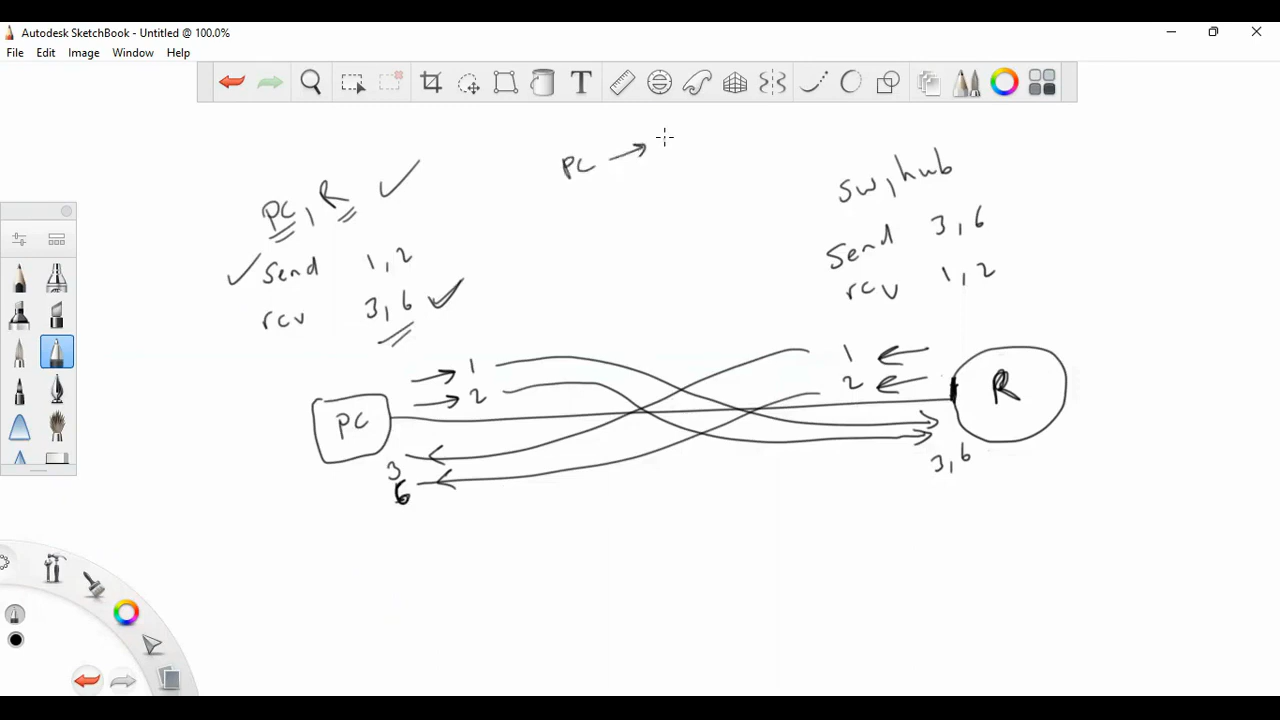 Autodesk SketchBook - Untitled @ 100.0%
File Edit Image Window Help
T
PC →
PC, R ✓
✓ Send 1,2
rcv 3,6 ✓
sw, hub
Send 3,6
rcv 1,2
→ 1
→ 2
1 ←
2 ←
PC
R
3
6
3,6